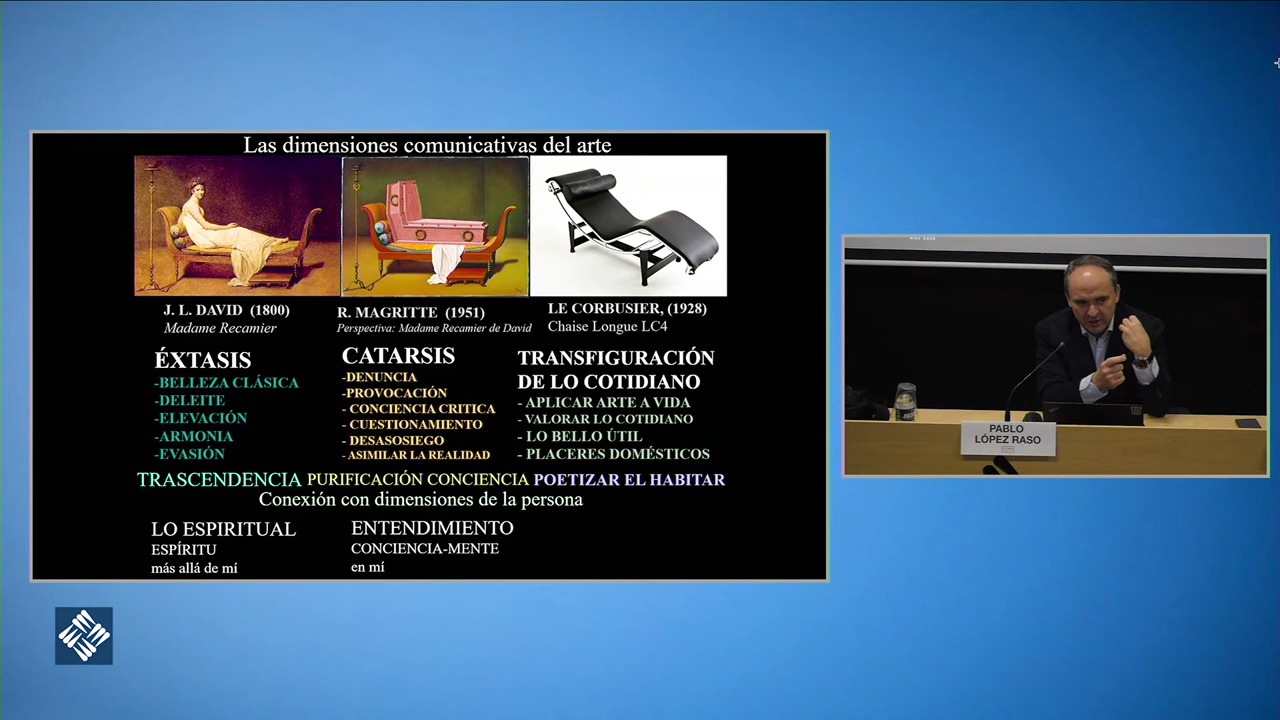 Las dimensiones comunicativas del arte
J. L. DAVID (1800)
Madame Recamier
R. MAGRITTE (1951)
Perspectiva: Madame Recamier de David
LE CORBUSIER, (1928)
Chaise Longue LC4
ÉXTASIS
-BELLEZA CLÁSICA
-DELEITE
-ELEVACIÓN
-ARMONIA
-EVASIÓN
CATARSIS
-DENUNCIA
-PROVOCACIÓN
- CONCIENCIA CRITICA
- CUESTIONAMIENTO
- DESASOSIEGO
- ASIMILAR LA REALIDAD
TRANSFIGURACIÓN
DE LO COTIDIANO
- APLICAR ARTE A VIDA
- VALORAR LO COTIDIANO
- LO BELLO ÚTIL
- PLACERES DOMÉSTICOS
TRASCENDENCIA PURIFICACIÓN CONCIENCIA POETIZAR EL HABITAR
Conexión con dimensiones de la persona
LO ESPIRITUAL
ESPÍRITU
más allá de mí
ENTENDIMIENTO
CONCIENCIA-MENTE
en mí
PABLO
LÓPEZ RASO